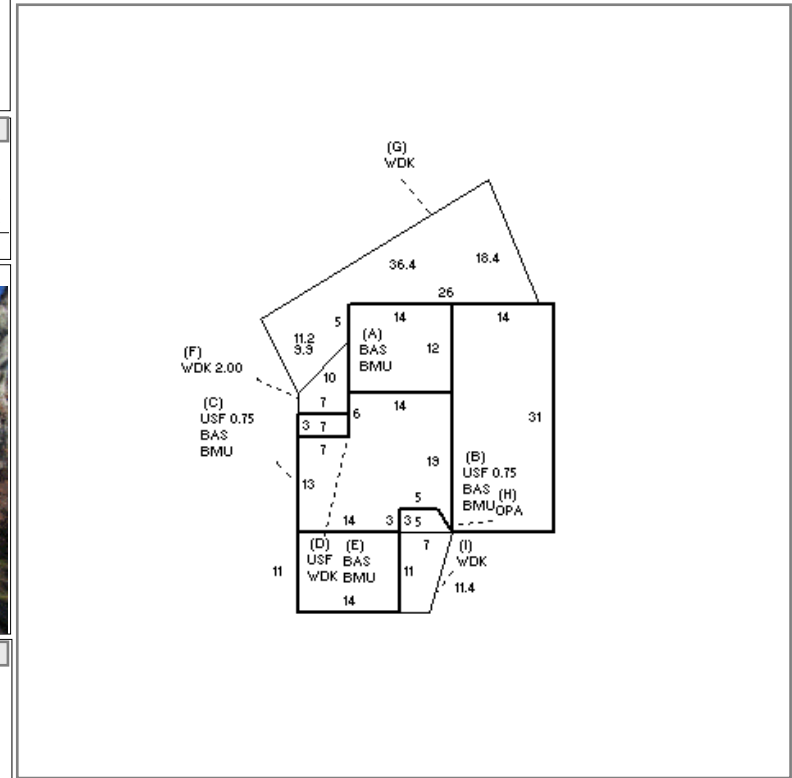 (G)
WDK
36.4
18.4
26
5
14
14
(A)
BAS
BMU
12
11.2
9.9
(F)
WDK 2.00
10
7
(C)
USF 0.75
BAS
BMU
6
14
31
3 7
7
13
19
(B)
USF 0.75
BAS
BMU
(H)
OPA
5
14
3
3 5
7
(D)
USF
WDK
(E)
BAS
BMU
(I)
WDK
11
11
11.4
14